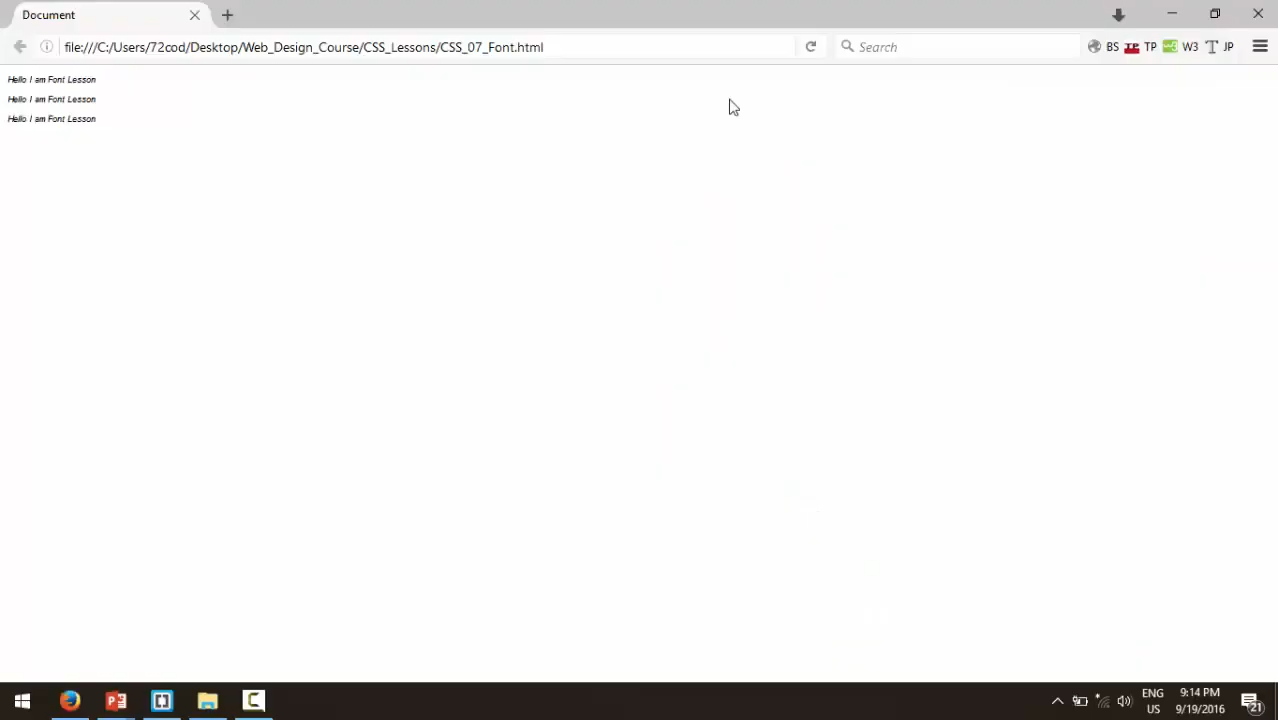 Document
file:///C:/Users/72cod/Desktop/Web_Design_Course/CSS_Lessons/CSS_07_Font.html
Search
BS
TP
TP
W3
JP
Hello I am Font Lesson
Hello I am Font Lesson
Hello I am Font Lesson
ENG
US
9:14 PM
9/19/2016
21